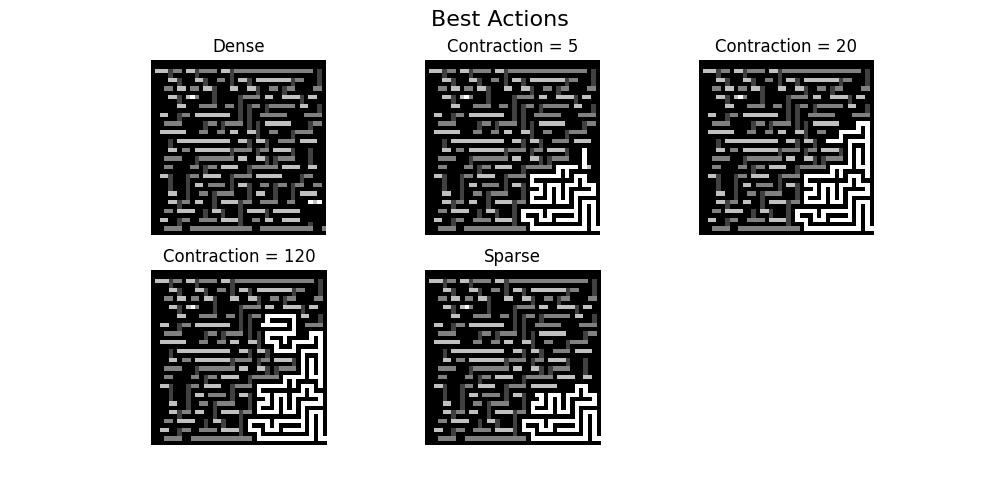 Best Actions
Dense
Contraction = 5
Contraction = 20
Contraction = 120
Sparse